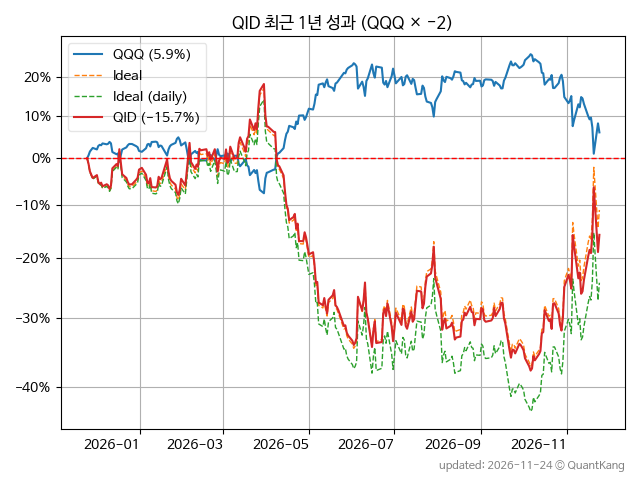 QID 최근 1년 성과 (QQQ × −2)
QQQ (5.9%)
Ideal
Ideal (daily)
QID (−15.7%)
20%
10%
0%
−10%
−20%
−30%
−40%
2026−01 2026−03 2026−05 2026−07 2026−09 2026−11
updated: 2026−11−24 ⓒ QuantKang